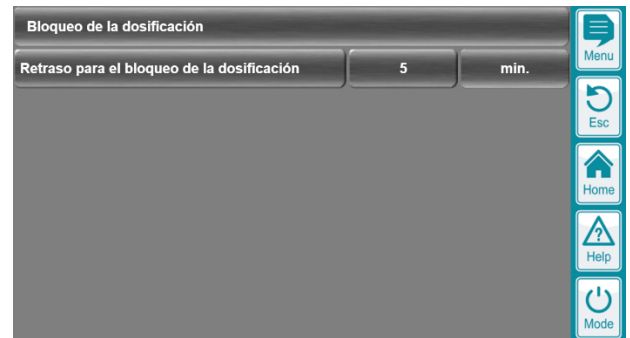 Bloqueo de la dosificación
Retraso para el bloqueo de la dosificación 5 min.
Menu
Esc
Home
?
Help
Mode